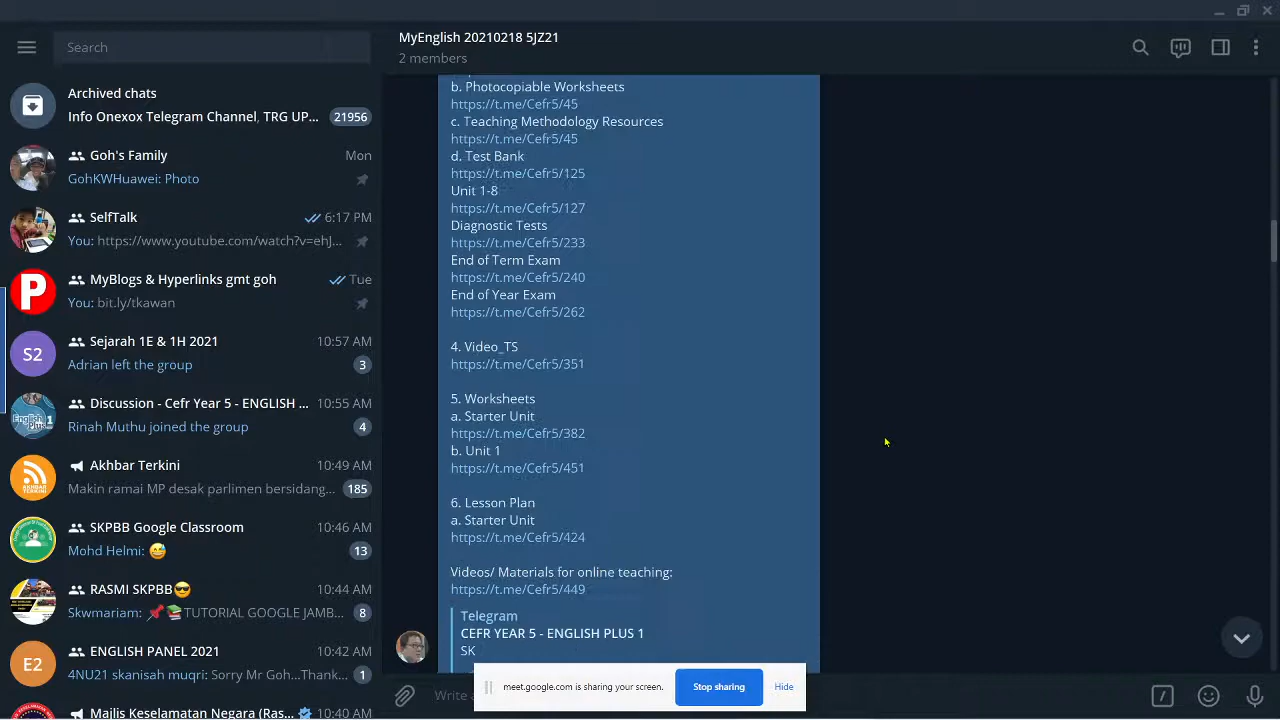 Search
Archived chats
Info Onexox Telegram Channel, TRG UP... 21956
Goh's Family Mon
GohKWHuawei: Photo
SelfTalk 6:17 PM
You: https://www.youtube.com/watch?v=ehJ...
MyBlogs & Hyperlinks gmt goh Tue
You: bit.ly/tkawan
S2
Sejarah 1E & 1H 2021 10:57 AM
Adrian left the group 3
Discussion - Cefr Year 5 - ENGLISH ... 10:55 AM
Rinah Muthu joined the group 4
Akhbar Terkini 10:49 AM
Makin ramai MP desak parlimen bersidang... 185
SKPBB Google Classroom 10:46 AM
Mohd Helmi: 😅 13
RASMI SKPBB😎 10:44 AM
Skwmariam: 📌📚TUTORIAL GOOGLE JAMB... 8
E2
ENGLISH PANEL 2021 10:42 AM
4NU21 skanisah muqri: Sorry Mr Goh...Thank... 1
Majlis Keselamatan Negara (Ras... 10:40 AM
MyEnglish 20210218 5JZ21
2 members
b. Photocopiable Worksheets
https://t.me/Cefr5/45
c. Teaching Methodology Resources
https://t.me/Cefr5/45
d. Test Bank
https://t.me/Cefr5/125
Unit 1-8
https://t.me/Cefr5/127
Diagnostic Tests
https://t.me/Cefr5/233
End of Term Exam
https://t.me/Cefr5/240
End of Year Exam
https://t.me/Cefr5/262
4. Video_TS
https://t.me/Cefr5/351
5. Worksheets
a. Starter Unit
https://t.me/Cefr5/382
b. Unit 1
https://t.me/Cefr5/451
6. Lesson Plan
a. Starter Unit
https://t.me/Cefr5/424
Videos/ Materials for online teaching:
https://t.me/Cefr5/449
Telegram
CEFR YEAR 5 - ENGLISH PLUS 1
SK
Write
meet.google.com is sharing your screen. Stop sharing Hide